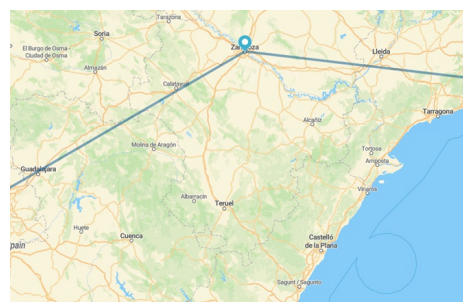 Tarazona
Soria
El Burgo de Osma -
Ciudad de Osma
Zaragoza
Lleida
Almazán
Calatayud
Tarragona
Alcañiz
Molina de Aragón
Tortosa
Amposta
Guadalajara
Vinaròs
Albarracín
Teruel
Huete
Cuenca
Castelló
de la Plana
pain
Sagunt / Sagunto